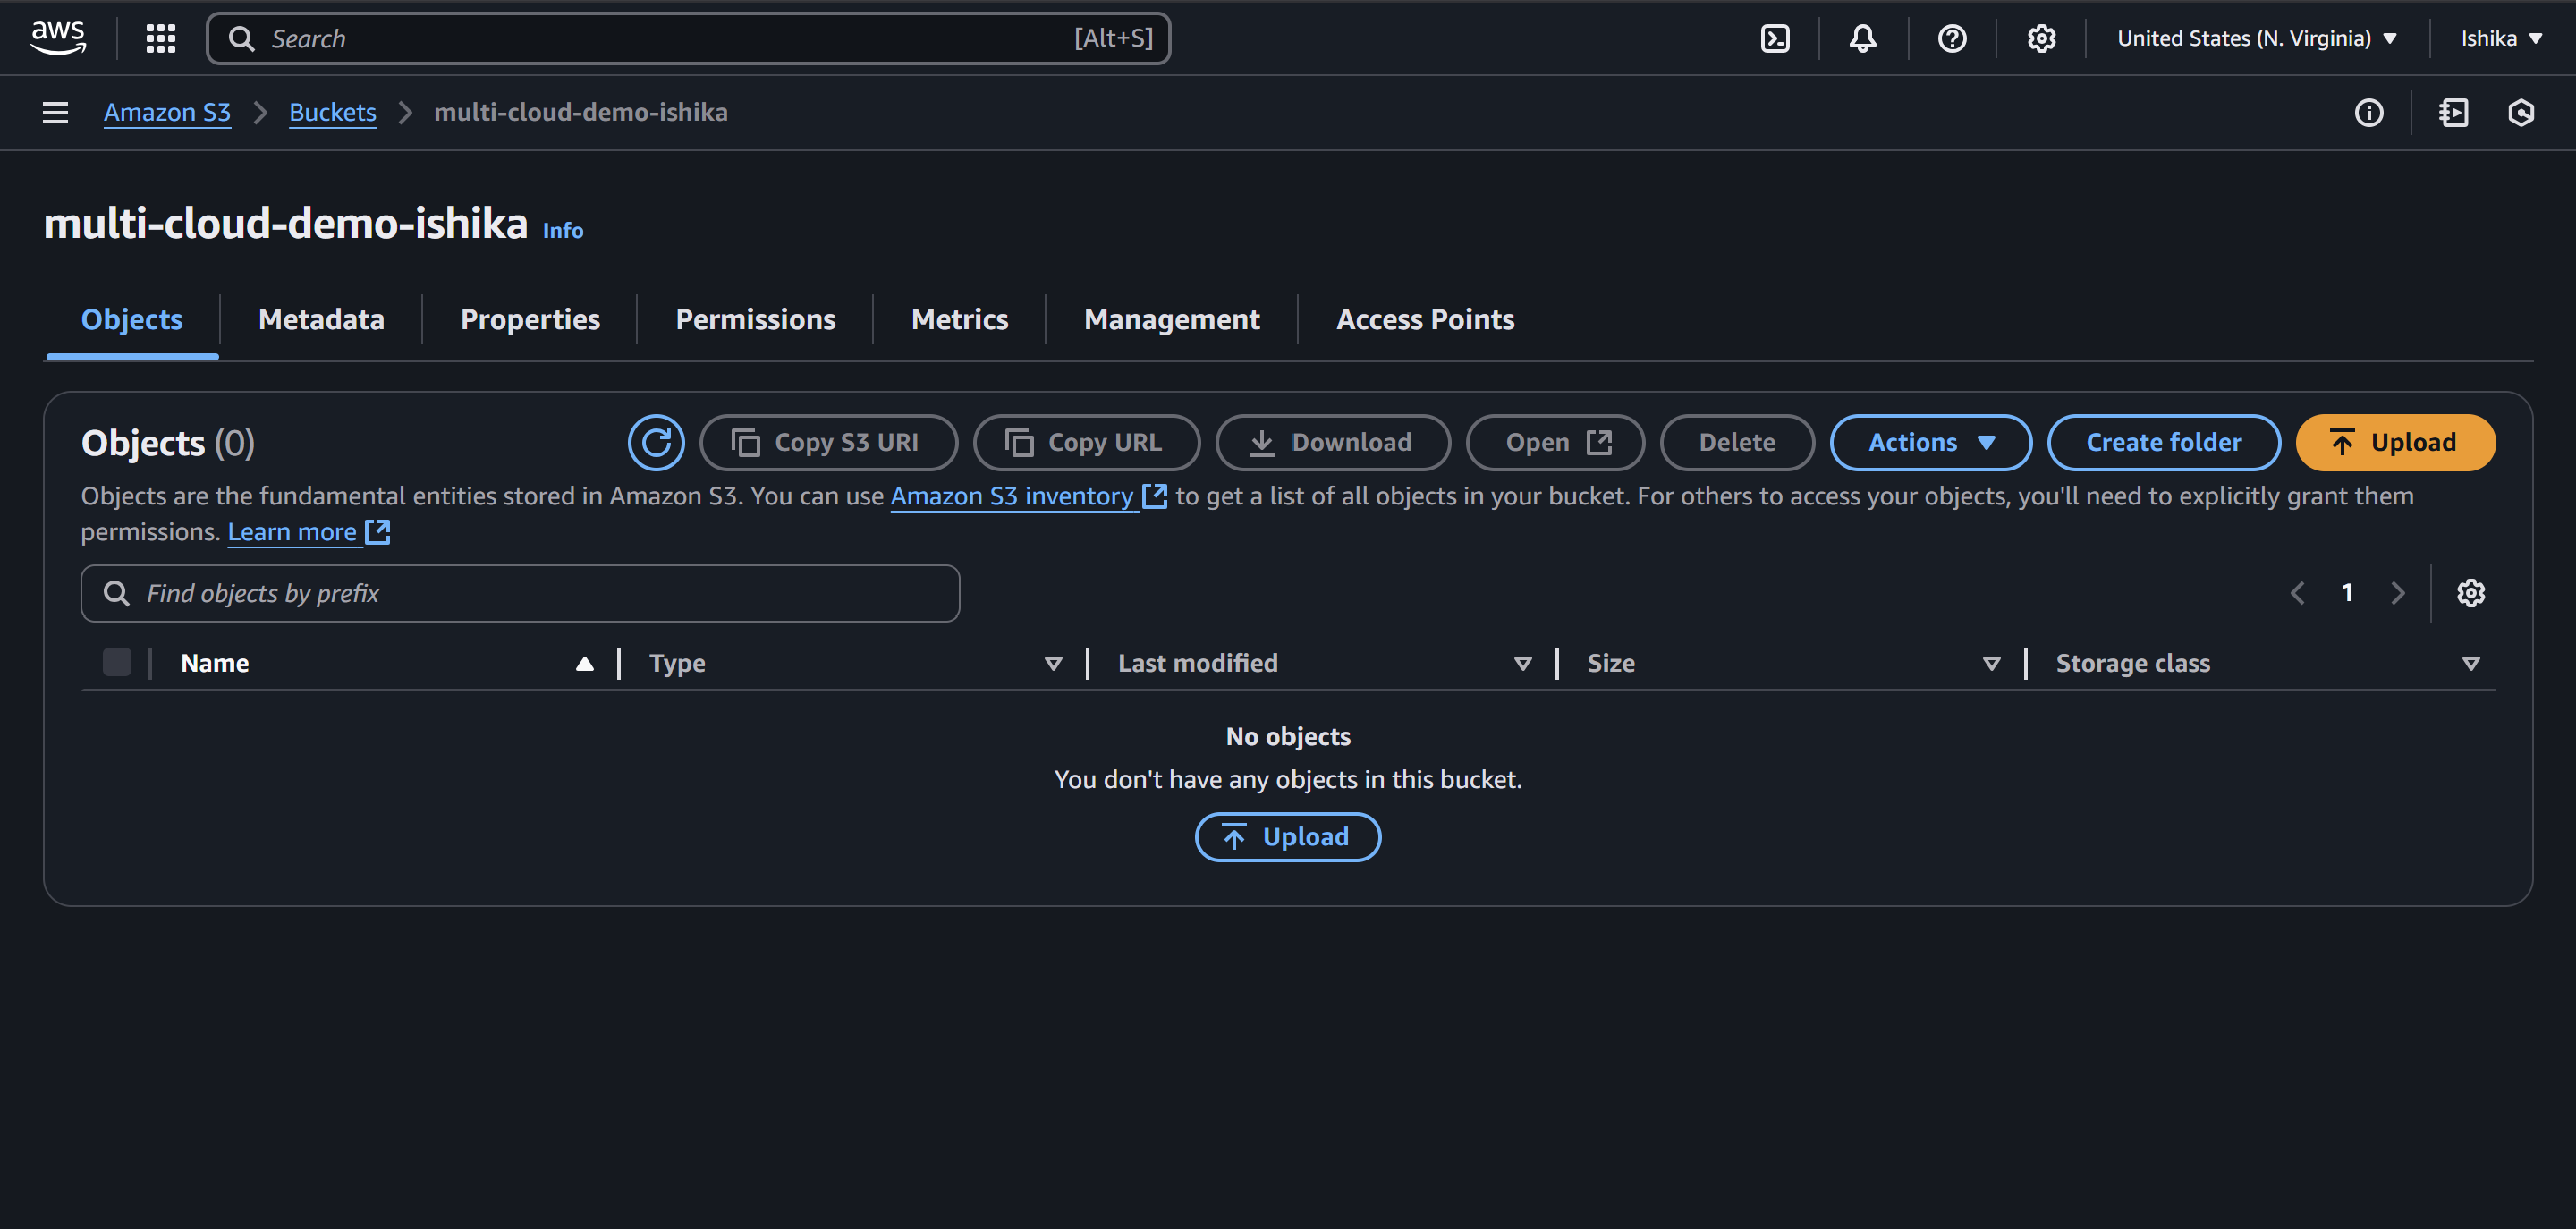 aws Search [Alt+S] United States (N. Virginia) Ishika
Amazon S3 Buckets multi-cloud-demo-ishika
multi-cloud-demo-ishika Info
Objects Metadata Properties Permissions Metrics Management Access Points
Objects (0) Copy S3 URI Copy URL Download Open Delete Actions Create folder Upload
Objects are the fundamental entities stored in Amazon S3. You can use Amazon S3 inventory to get a list of all objects in your bucket. For others to access your objects, you'll need to explicitly grant them
permissions. Learn more
Find objects by prefix 1
Name Type Last modified Size Storage class
No objects
You don't have any objects in this bucket.
Upload